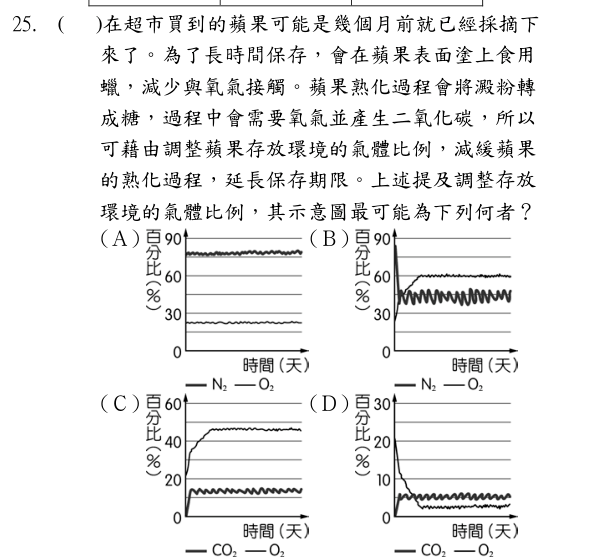 25. (　)在超市買到的蘋果可能是幾個月前就已經採摘下
來了。為了長時間保存，會在蘋果表面塗上食用
蠟，減少與氧氣接觸。蘋果熟化過程會將澱粉轉
成糖，過程中會需要氧氣並產生二氧化碳，所以
可藉由調整蘋果存放環境的氣體比例，減緩蘋果
的熟化過程，延長保存期限。上述提及調整存放
環境的氣體比例，其示意圖最可能為下列何者？
(A)
百分比(%)
90
60
30
0
時間(天)
N₂ O₂
(B)
百分比(%)
90
60
30
0
時間(天)
N₂ O₂
(C)
百分比(%)
60
40
20
0
時間(天)
CO₂ O₂
(D)
百分比(%)
30
20
10
0
時間(天)
CO₂ O₂